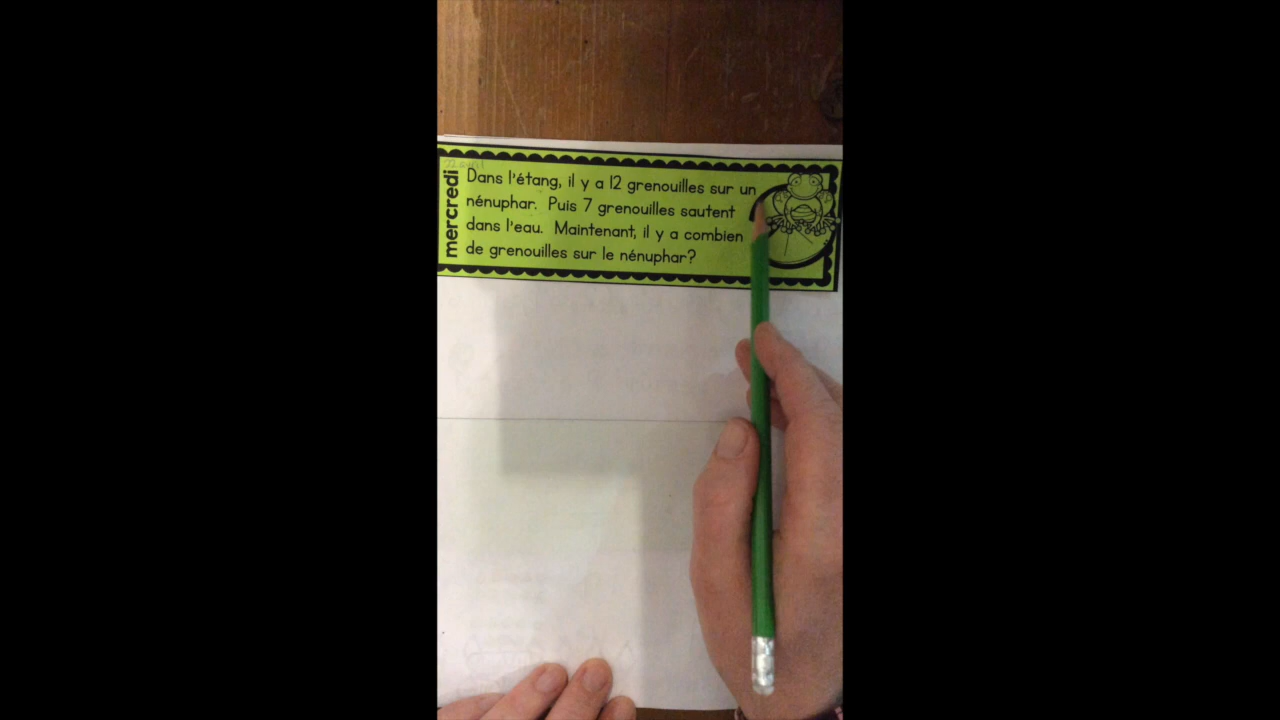 mercredi
Dans l'étang, il y a 12 grenouilles sur un
nénuphar. Puis 7 grenouilles sautent
dans l'eau. Maintenant, il y a combien
de grenouilles sur le nénuphar?